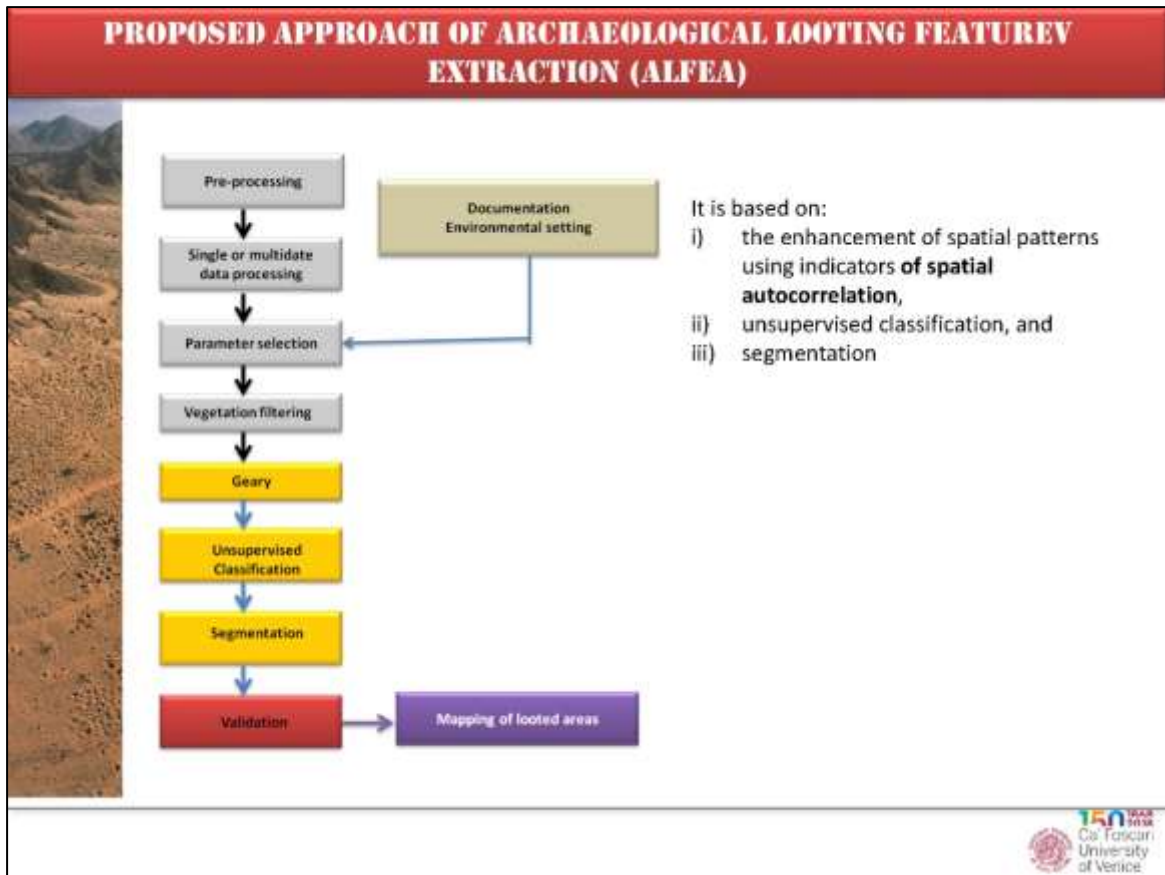 PROPOSED APPROACH OF ARCHAEOLOGICAL LOOTING FEATUREV
EXTRACTION (ALFEA)
Pre-processing
Single or multidate
data processing
Parameter selection
Vegetation filtering
Geary
Unsupervised
Classification
Segmentation
Validation
Mapping of looted areas
Documentation
Environmental setting
It is based on:
i) the enhancement of spatial patterns
using indicators of spatial
autocorrelation,
ii) unsupervised classification, and
iii) segmentation
150
Ca' Foscari
University
of Venice